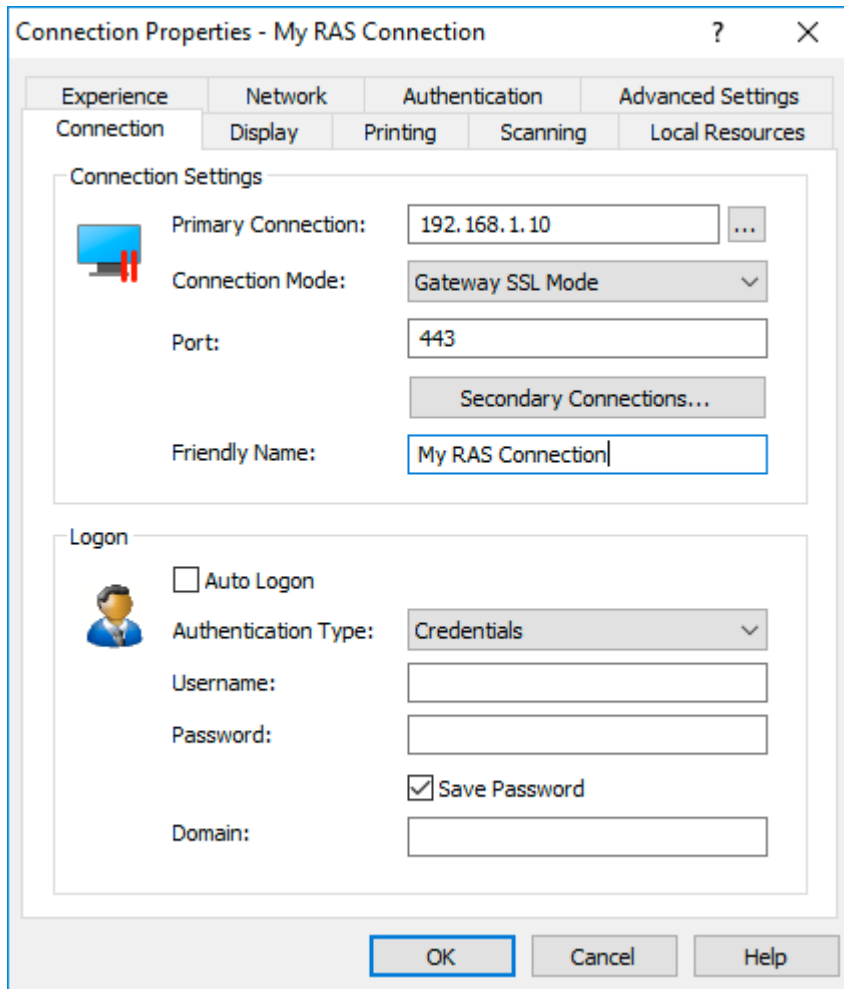 Connection Properties - My RAS Connection ? ×
Experience Network Authentication Advanced Settings
Connection Display Printing Scanning Local Resources
Connection Settings
Primary Connection: 192.168.1.10 ...
Connection Mode: Gateway SSL Mode
Port: 443
Secondary Connections...
Friendly Name: My RAS Connection
Logon
Auto Logon
Authentication Type: Credentials
Username:
Password:
Save Password
Domain:
OK Cancel Help